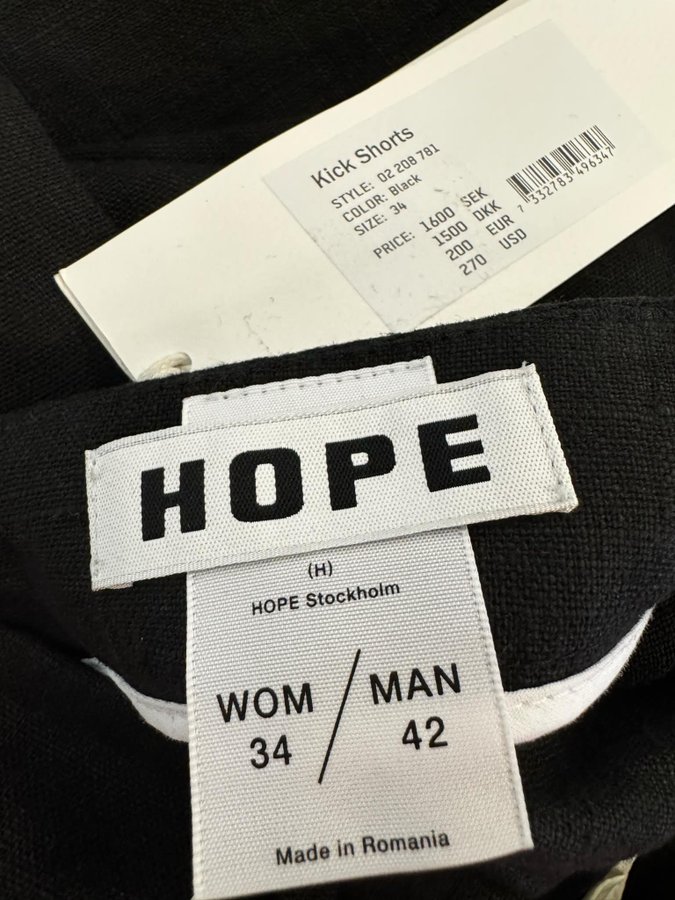 Kick Shorts
STYLE: 02 208 781
COLOR: Black
SIZE: 34
PRICE: 1600 SEK
1500 DKK
200 EUR
270 USD
7 332783 496347
HOPE
(H)
HOPE Stockholm
WOM / MAN
34 42
Made in Romania